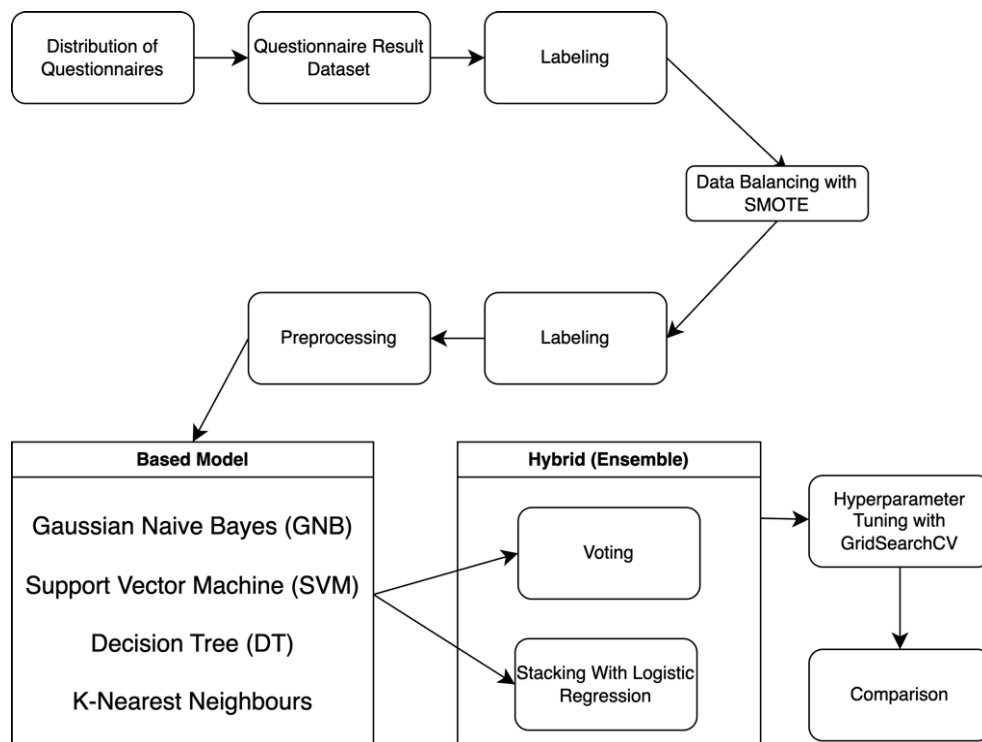 Distribution of
Questionnaires
Questionnaire Result
Dataset
Labeling
Data Balancing with
SMOTE
Labeling
Preprocessing
Based Model
Gaussian Naive Bayes (GNB)
Support Vector Machine (SVM)
Decision Tree (DT)
K-Nearest Neighbours
Hybrid (Ensemble)
Voting
Stacking With Logistic
Regression
Hyperparameter
Tuning with
GridSearchCV
Comparison